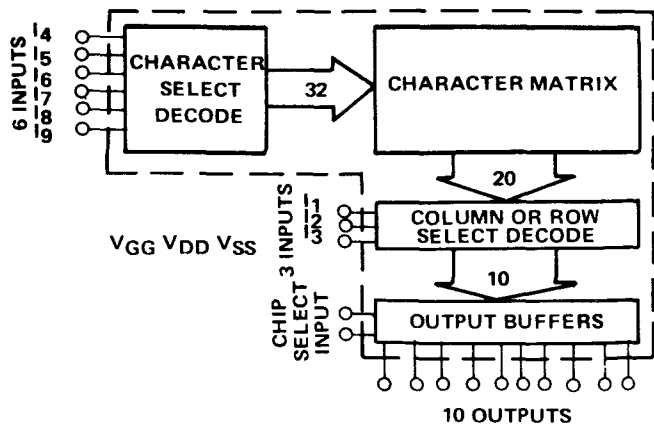 6 INPUTS
I4
I5
I6
I7
I8
I9
CHARACTER
SELECT
DECODE
32
CHARACTER MATRIX
20
3 INPUTS
I1
I2
I3
COLUMN OR ROW
SELECT DECODE
VGG VDD VSS
10
CHIP
SELECT
INPUT
OUTPUT BUFFERS
10 OUTPUTS